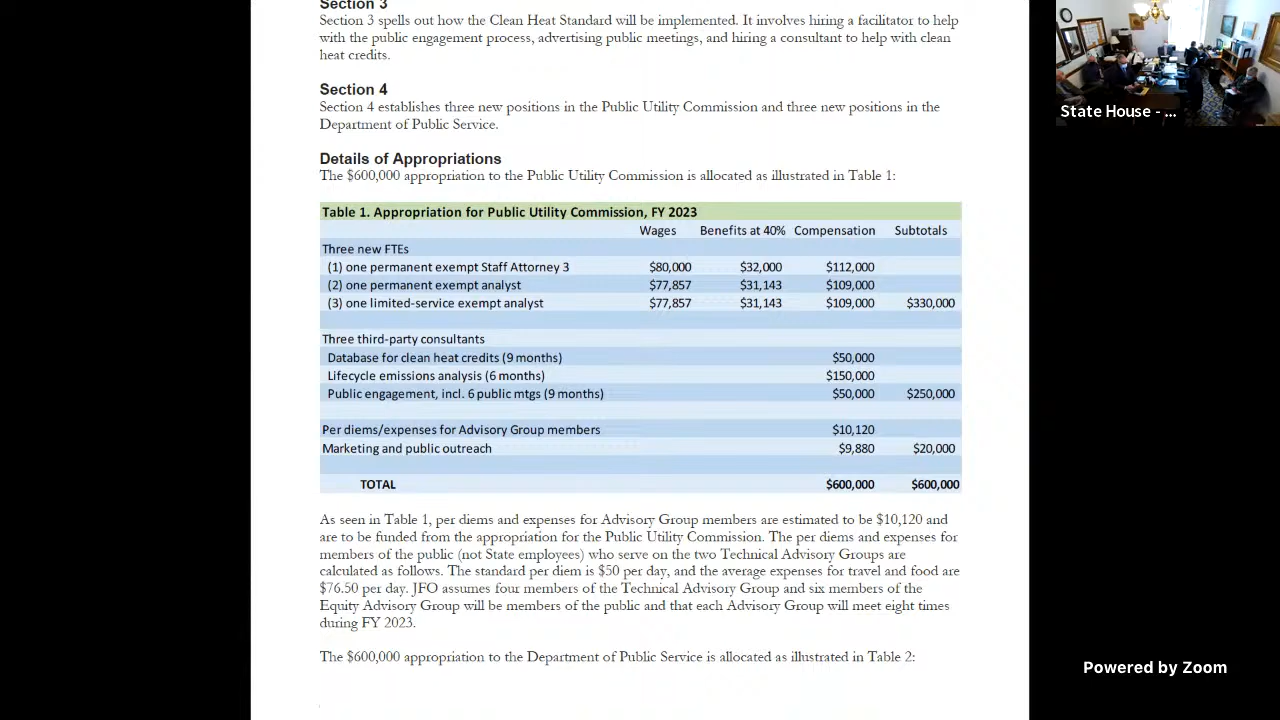 Section 3
Section 3 spells out how the Clean Heat Standard will be implemented. It involves hiring a facilitator to help
with the public engagement process, advertising public meetings, and hiring a consultant to help with clean
heat credits.
Section 4
Section 4 establishes three new positions in the Public Utility Commission and three new positions in the
Department of Public Service.
Details of Appropriations
The $600,000 appropriation to the Public Utility Commission is allocated as illustrated in Table 1:
Table 1. Appropriation for Public Utility Commission, FY 2023
Wages Benefits at 40% Compensation Subtotals
Three new FTEs
(1) one permanent exempt Staff Attorney 3 $80,000 $32,000 $112,000
(2) one permanent exempt analyst $77,857 $31,143 $109,000
(3) one limited-service exempt analyst $77,857 $31,143 $109,000 $330,000
Three third-party consultants
Database for clean heat credits (9 months) $50,000
Lifecycle emissions analysis (6 months) $150,000
Public engagement, incl. 6 public mtgs (9 months) $50,000 $250,000
Per diems/expenses for Advisory Group members $10,120
Marketing and public outreach $9,880 $20,000
TOTAL $600,000 $600,000
As seen in Table 1, per diems and expenses for Advisory Group members are estimated to be $10,120 and
are to be funded from the appropriation for the Public Utility Commission. The per diems and expenses for
members of the public (not State employees) who serve on the two Technical Advisory Groups are
calculated as follows. The standard per diem is $50 per day, and the average expenses for travel and food are
$76.50 per day. JFO assumes four members of the Technical Advisory Group and six members of the
Equity Advisory Group will be members of the public and that each Advisory Group will meet eight times
during FY 2023.
The $600,000 appropriation to the Department of Public Service is allocated as illustrated in Table 2:
State House - ...
Powered by Zoom